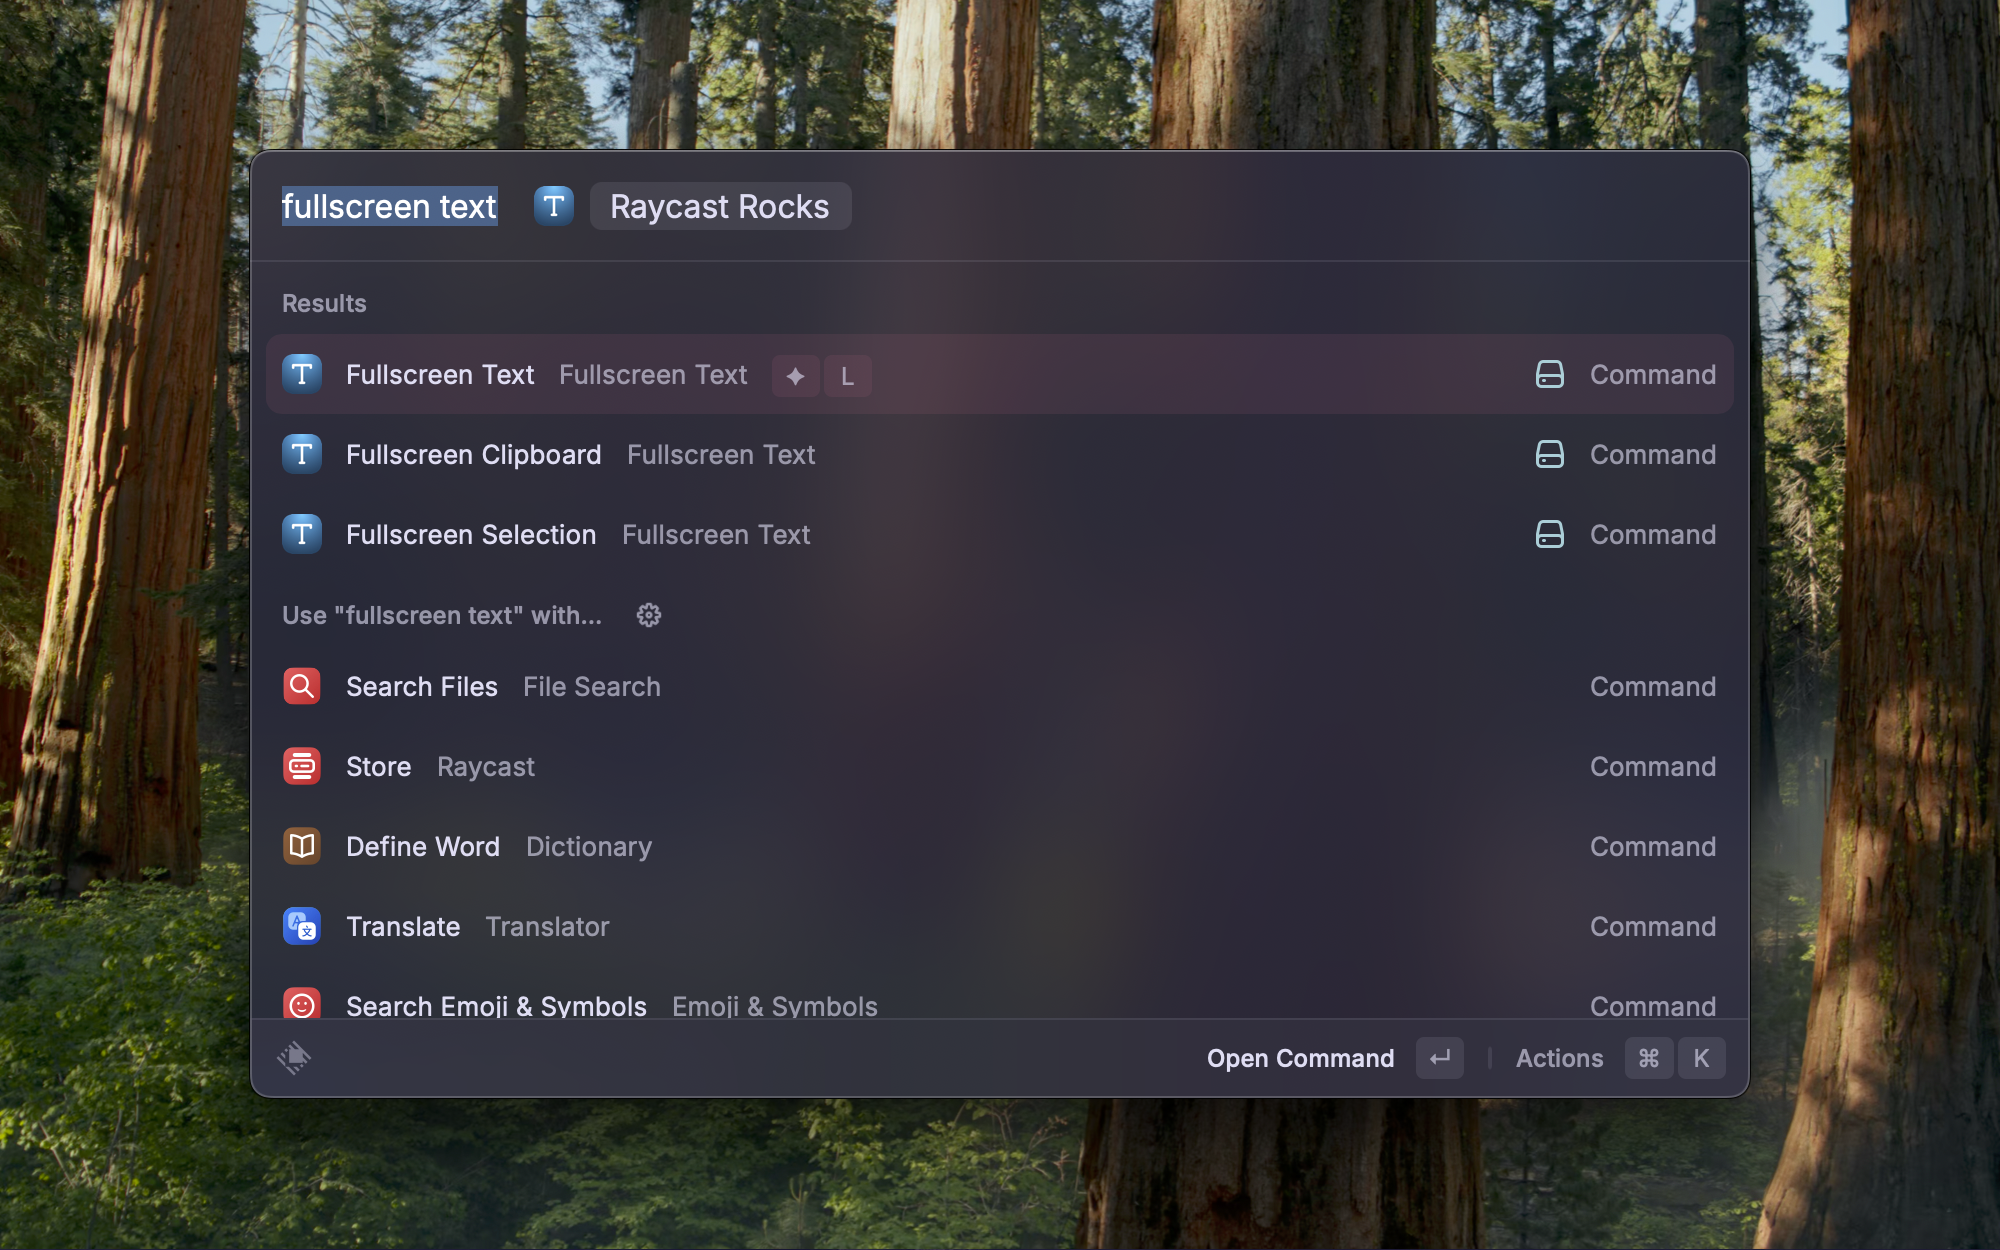 fullscreen text Raycast Rocks
Results
Fullscreen Text Fullscreen Text L Command
Fullscreen Clipboard Fullscreen Text Command
Fullscreen Selection Fullscreen Text Command
Use "fullscreen text" with...
Search Files File Search Command
Store Raycast Command
Define Word Dictionary Command
Translate Translator Command
Search Emoji & Symbols Emoji & Symbols Command
Open Command ↵ Actions ⌘ K